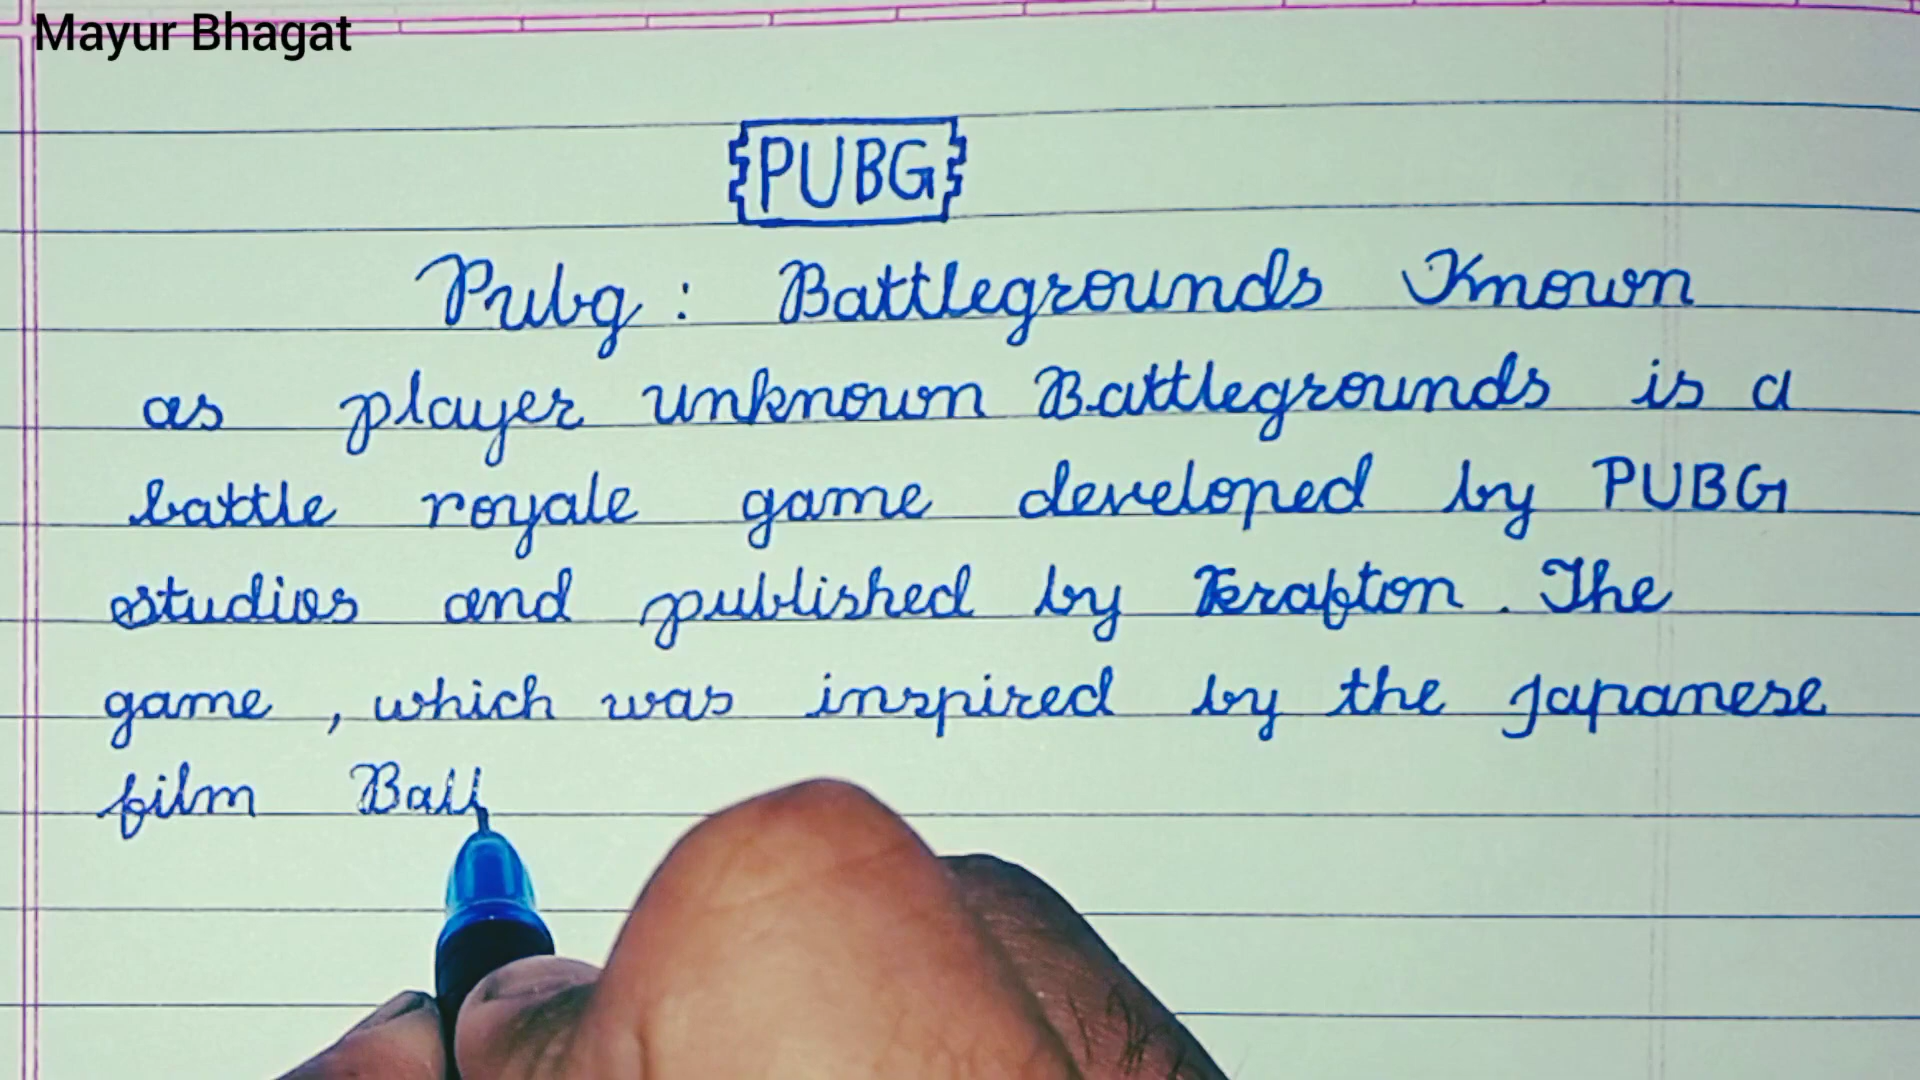 Mayur Bhagat
PUBG
Pubg : Battlegrounds Known
as player unknown Battlegrounds is a
battle royale game developed by PUBG
studios and published by Krafton . The
game , which was inspired by the Japanese
film